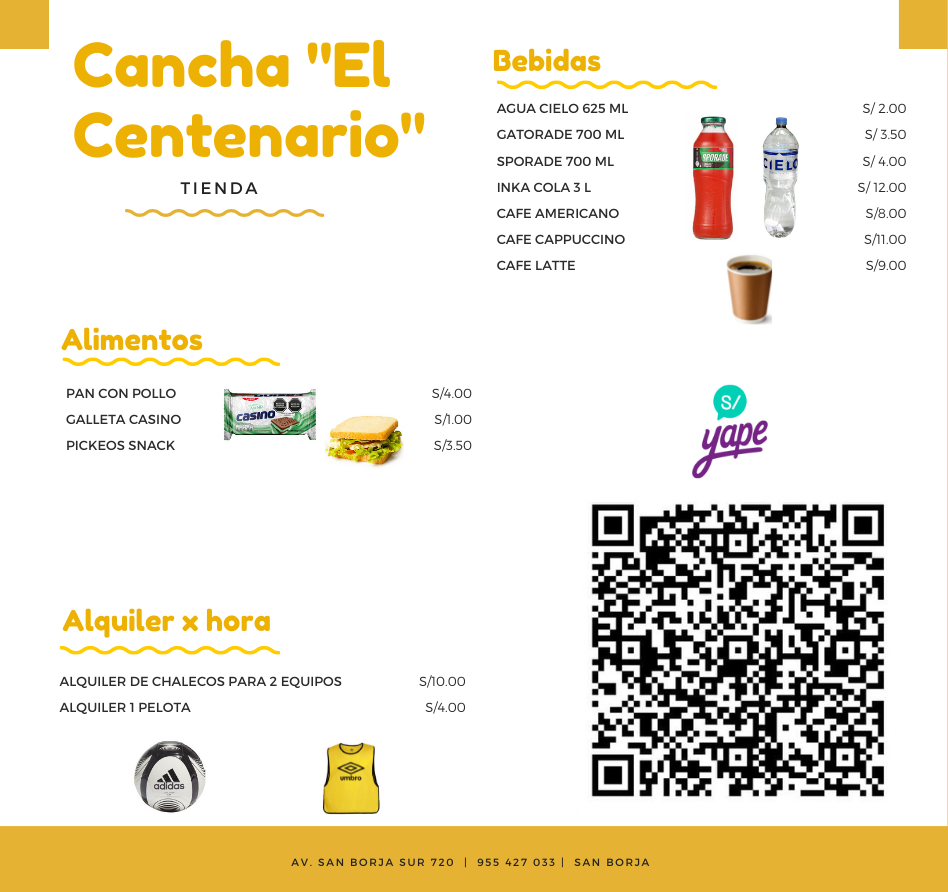 Cancha "El
Centenario"
TIENDA
Bebidas
AGUA CIELO 625 ML S/ 2.00
GATORADE 700 ML S/ 3.50
SPORADE 700 ML S/ 4.00
INKA COLA 3 L S/ 12.00
CAFE AMERICANO S/8.00
CAFE CAPPUCCINO S/11.00
CAFE LATTE S/9.00
SPORADE
CIELO
Alimentos
PAN CON POLLO S/4.00
GALLETA CASINO S/1.00
PICKEOS SNACK S/3.50
casino
S/
yape
Alquiler x hora
ALQUILER DE CHALECOS PARA 2 EQUIPOS S/10.00
ALQUILER 1 PELOTA S/4.00
adidas
umbro
AV. SAN BORJA SUR 720 | 955 427 033 | SAN BORJA